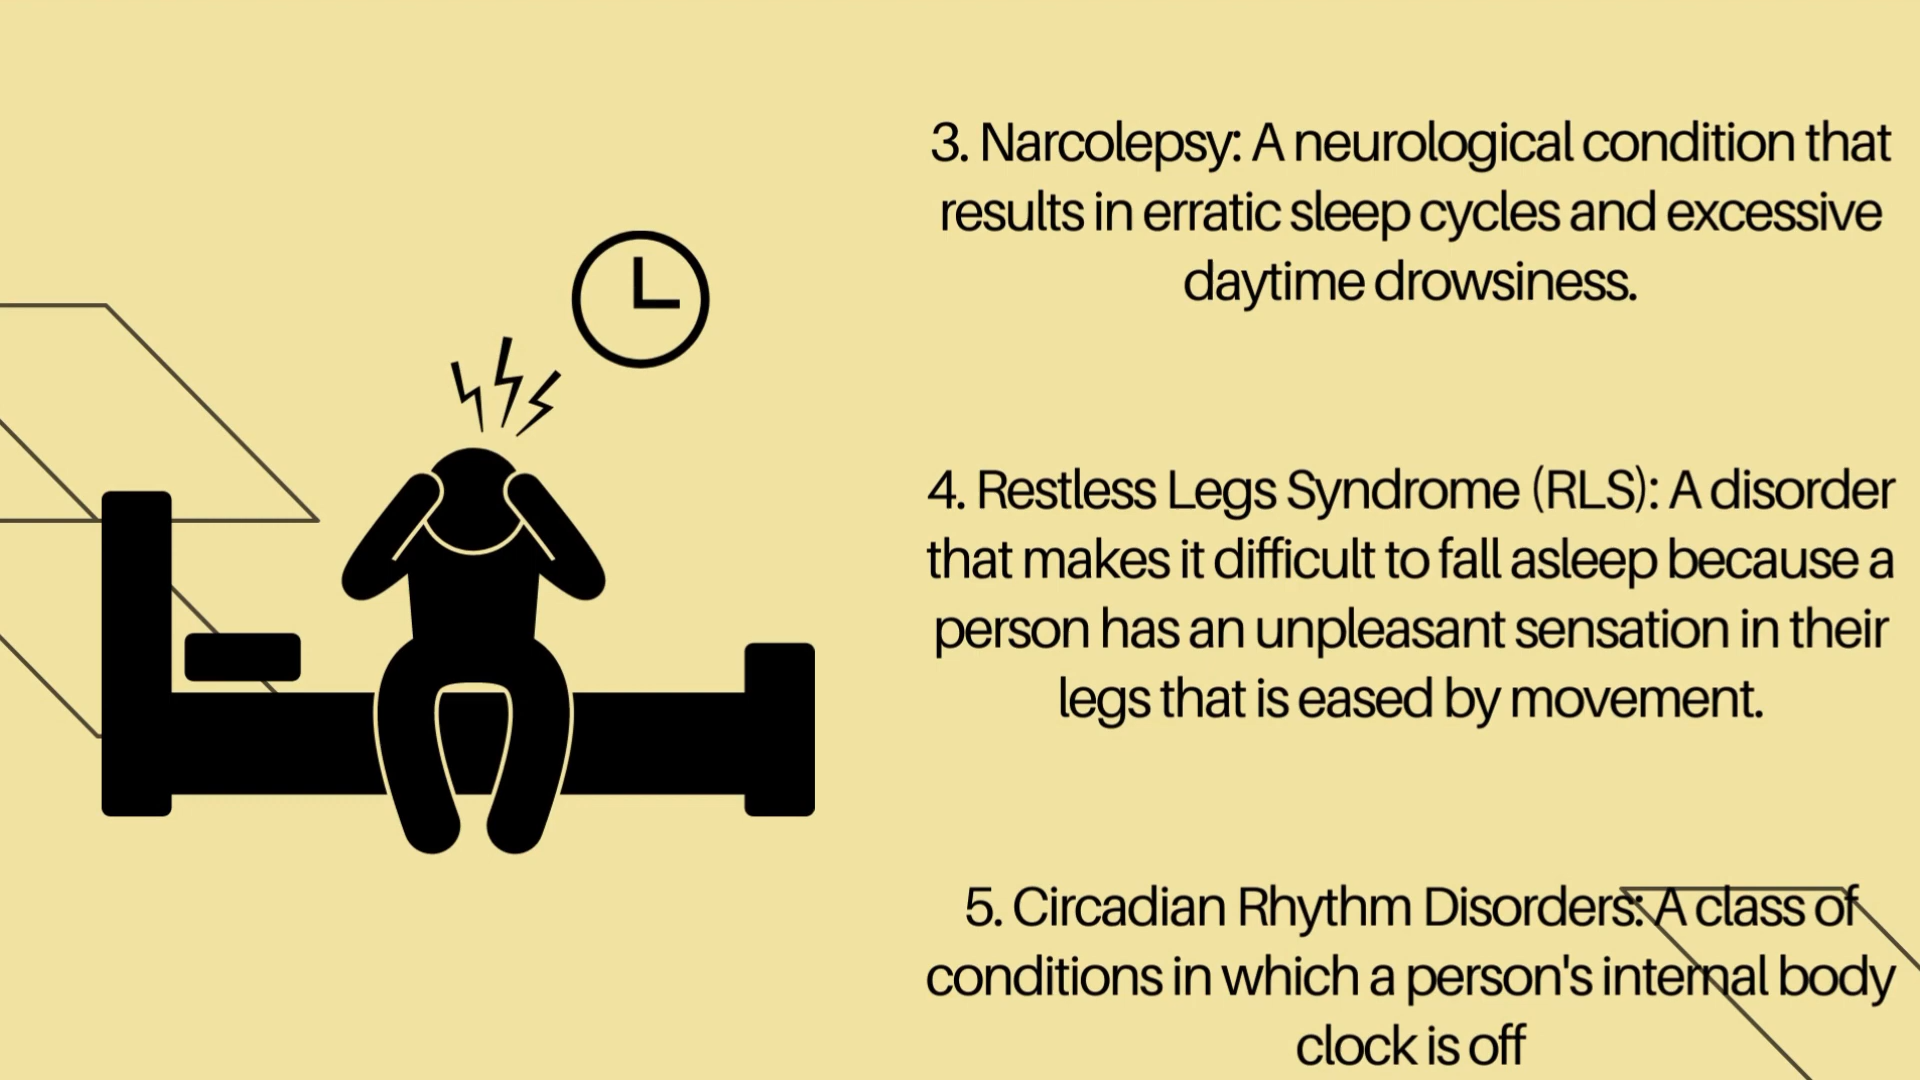 3. Narcolepsy: A neurological condition that
results in erratic sleep cycles and excessive
daytime drowsiness.
4. Restless Legs Syndrome (RLS): A disorder
that makes it difficult to fall asleep because a
person has an unpleasant sensation in their
legs that is eased by movement.
5. Circadian Rhythm Disorders: A class of
conditions in which a person's internal body
clock is off